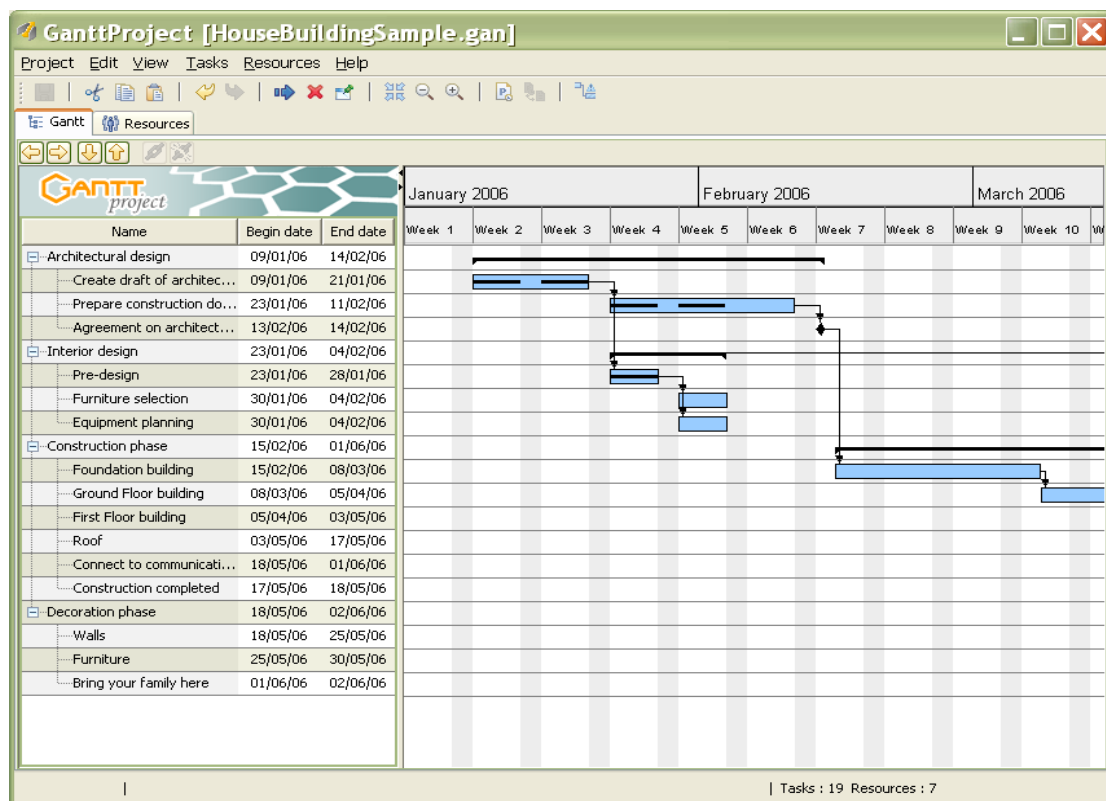 GanttProject [HouseBuildingSample.gan]
Project Edit View Tasks Resources Help
Gantt Resources
GANTT
project
January 2006 February 2006 March 2006
Name Begin date End date Week 1 Week 2 Week 3 Week 4 Week 5 Week 6 Week 7 Week 8 Week 9 Week 10 W
Architectural design 09/01/06 14/02/06
Create draft of architec... 09/01/06 21/01/06
Prepare construction do... 23/01/06 11/02/06
Agreement on architect... 13/02/06 14/02/06
Interior design 23/01/06 04/02/06
Pre-design 23/01/06 28/01/06
Furniture selection 30/01/06 04/02/06
Equipment planning 30/01/06 04/02/06
Construction phase 15/02/06 01/06/06
Foundation building 15/02/06 08/03/06
Ground Floor building 08/03/06 05/04/06
First Floor building 05/04/06 03/05/06
Roof 03/05/06 17/05/06
Connect to communicati... 18/05/06 01/06/06
Construction completed 17/05/06 18/05/06
Decoration phase 18/05/06 02/06/06
Walls 18/05/06 25/05/06
Furniture 25/05/06 30/05/06
Bring your family here 01/06/06 02/06/06
Tasks : 19 Resources : 7